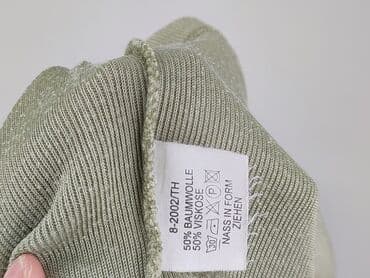 8-2002/TH
50% BAUMWOLLE
50% VISKOSE
NASS IN FORM
ZIEHEN